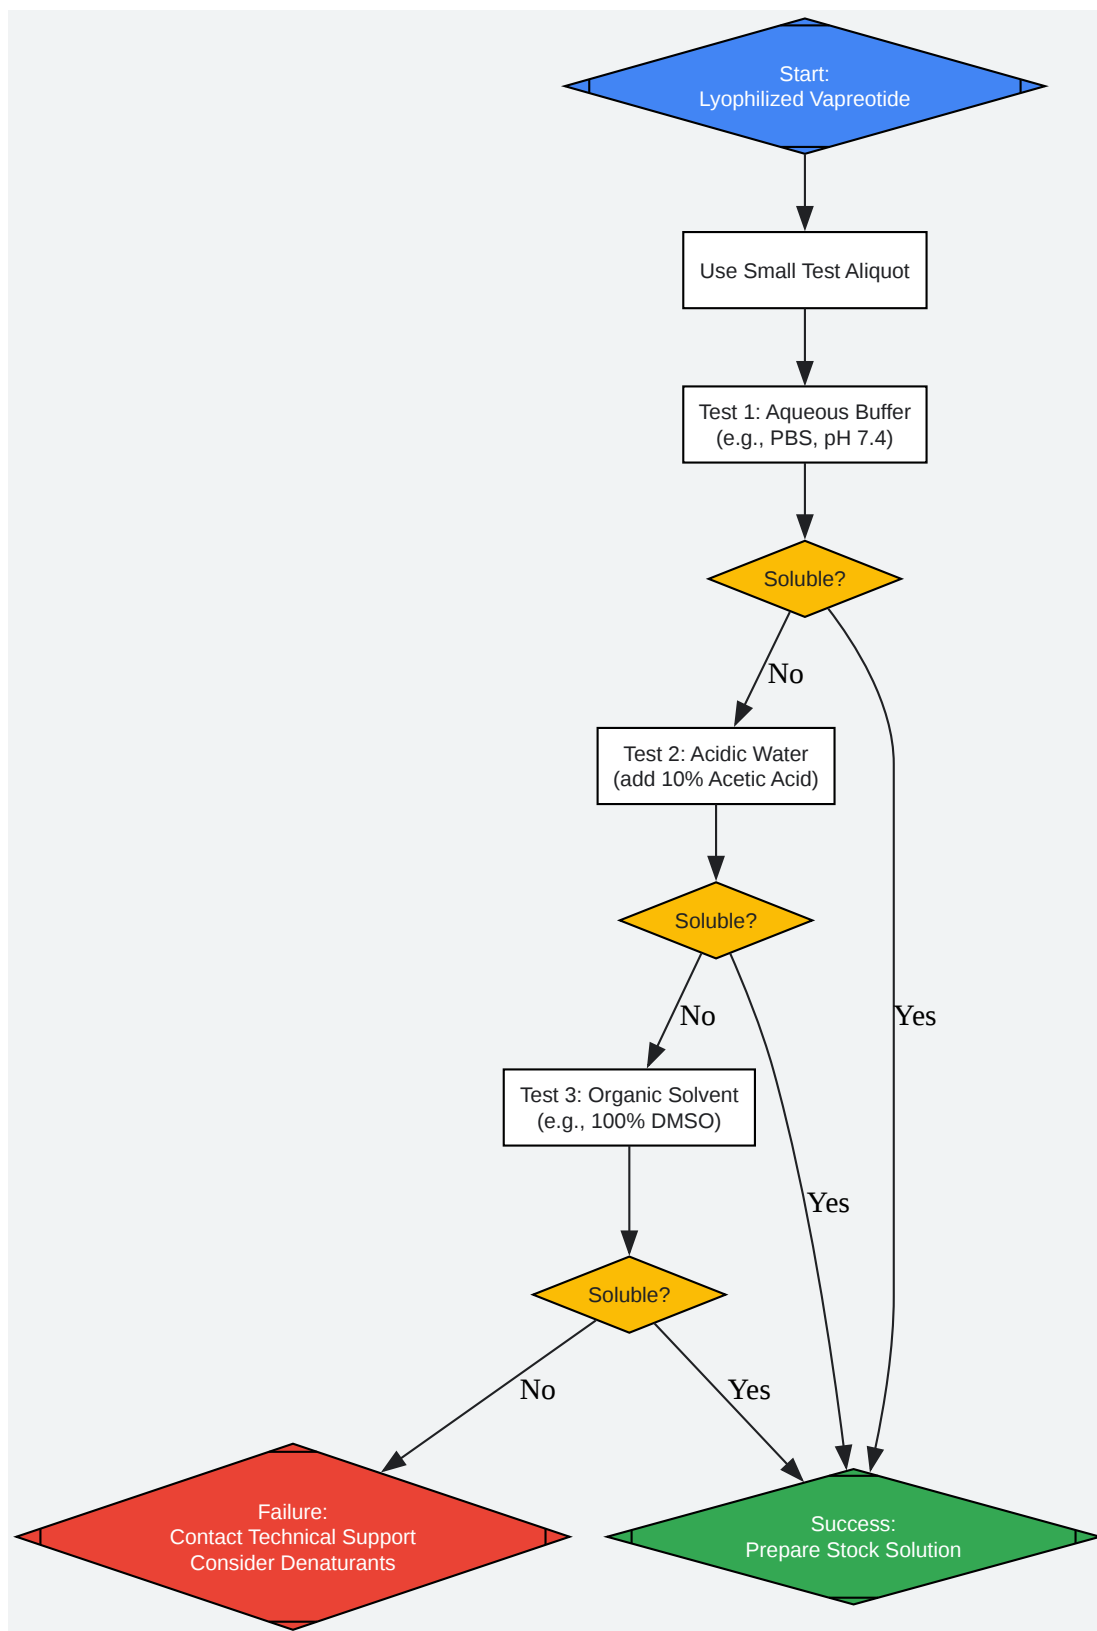 Start:
Lyophilized Vapreotide
Use Small Test Aliquot
Test 1: Aqueous Buffer
(e.g., PBS, pH 7.4)
Soluble?
No
Test 2: Acidic Water
(add 10% Acetic Acid)
Soluble?
No
Yes
Test 3: Organic Solvent
(e.g., 100% DMSO)
Yes
Soluble?
No
Yes
Failure:
Contact Technical Support
Consider Denaturants
Success:
Prepare Stock Solution